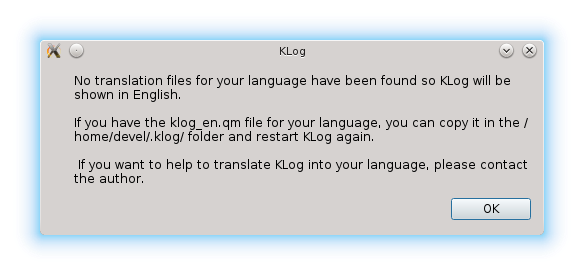 KLog
No translation files for your language have been found so KLog will be
shown in English.
If you have the klog_en.qm file for your language, you can copy it in the /
home/devel/.klog/ folder and restart KLog again.
If you want to help to translate KLog into your language, please contact
the author.
OK